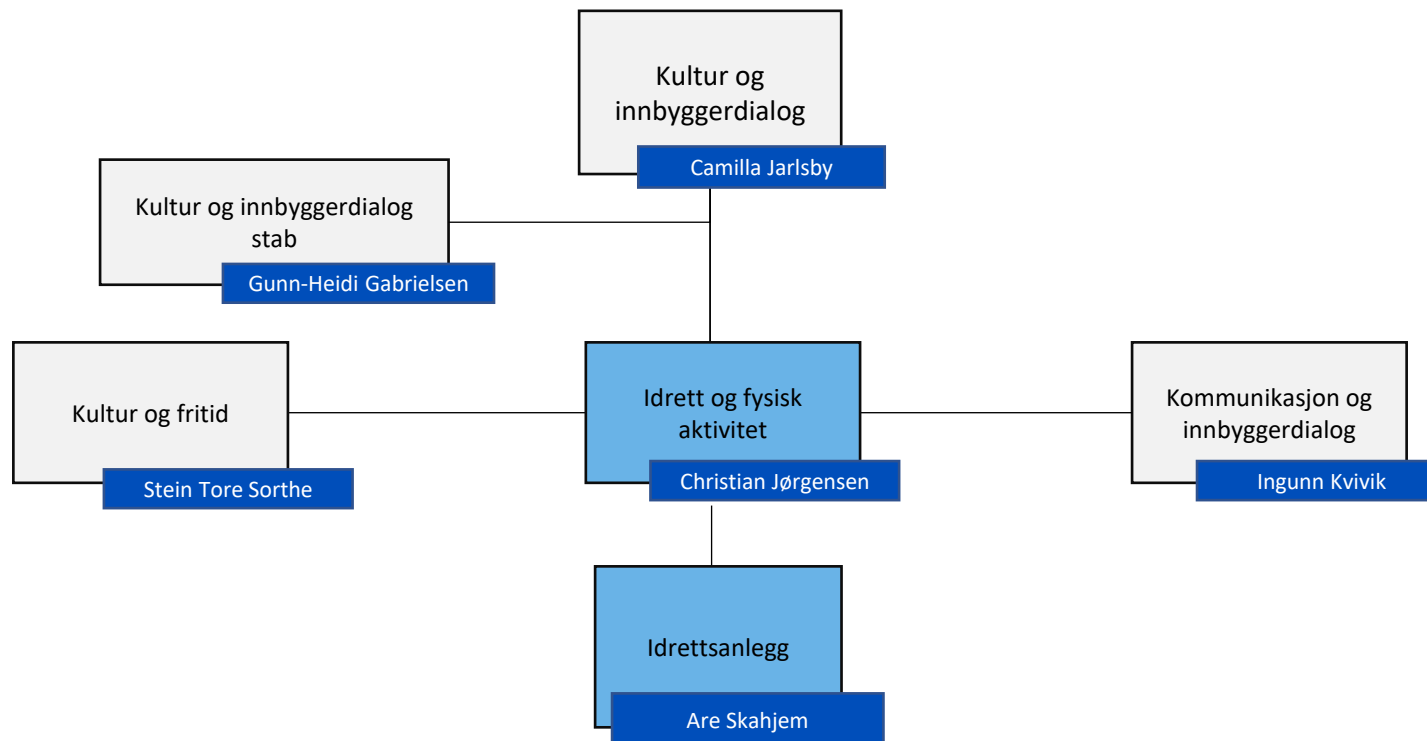 Kultur og
innbyggerdialog
Camilla Jarlsby
Kultur og innbyggerdialog
stab
Gunn-Heidi Gabrielsen
Kultur og fritid
Stein Tore Sorthe
Idrett og fysisk
aktivitet
Christian Jørgensen
Kommunikasjon og
innbyggerdialog
Ingunn Kvivik
Idrettsanlegg
Are Skahjem